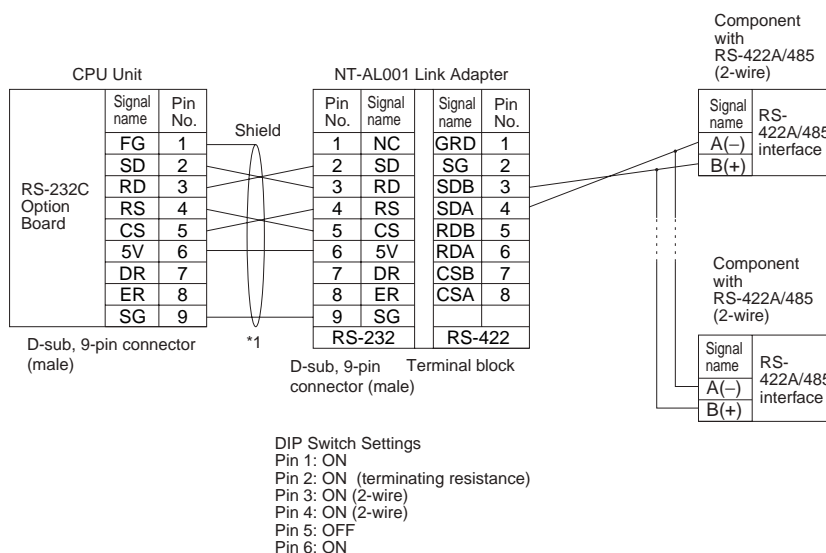 Component
with
RS-422A/485
(2-wire)
CPU Unit
NT-AL001 Link Adapter
Signal name Pin No.
Pin No. Signal name Signal name Pin No.
Signal name RS-422A/485 interface
Shield
FG 1
1 NC GRD 1
A(−)
SD 2
2 SD SG 2
B(+)
RS-232C Option Board
RD 3
3 RD SDB 3
RS 4
4 RS SDA 4
CS 5
5 CS RDB 5
5V 6
6 5V RDA 6
DR 7
7 DR CSB 7
ER 8
8 ER CSA 8
SG 9
9 SG
RS-232 RS-422
*1
D-sub, 9-pin connector
(male)
D-sub, 9-pin
connector (male)
Terminal block
Component
with
RS-422A/485
(2-wire)
Signal name RS-422A/485 interface
A(−)
B(+)
DIP Switch Settings
Pin 1: ON
Pin 2: ON (terminating resistance)
Pin 3: ON (2-wire)
Pin 4: ON (2-wire)
Pin 5: OFF
Pin 6: ON